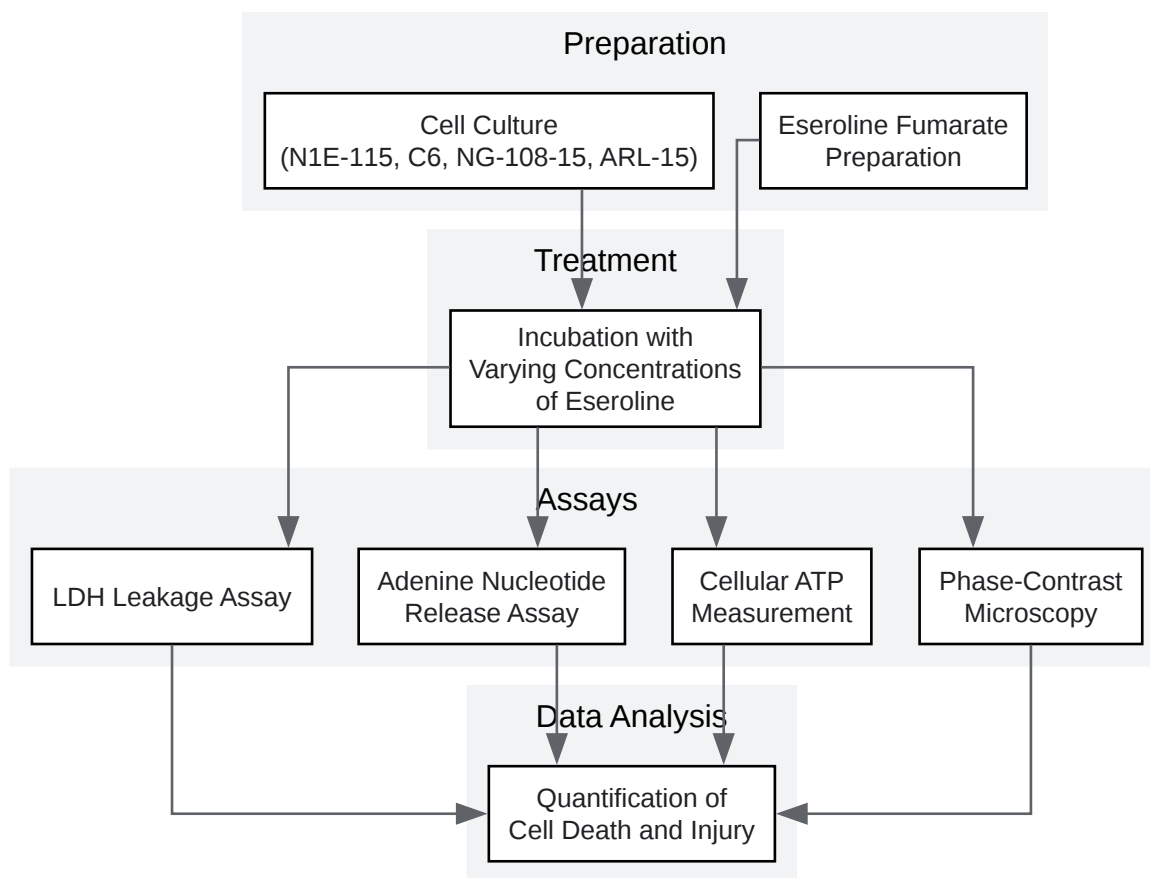 Preparation
Cell Culture
(N1E-115, C6, NG-108-15, ARL-15)
Eseroline Fumarate
Preparation
Treatment
Incubation with
Varying Concentrations
of Eseroline
Assays
LDH Leakage Assay
Adenine Nucleotide
Release Assay
Cellular ATP
Measurement
Phase-Contrast
Microscopy
Data Analysis
Quantification of
Cell Death and Injury